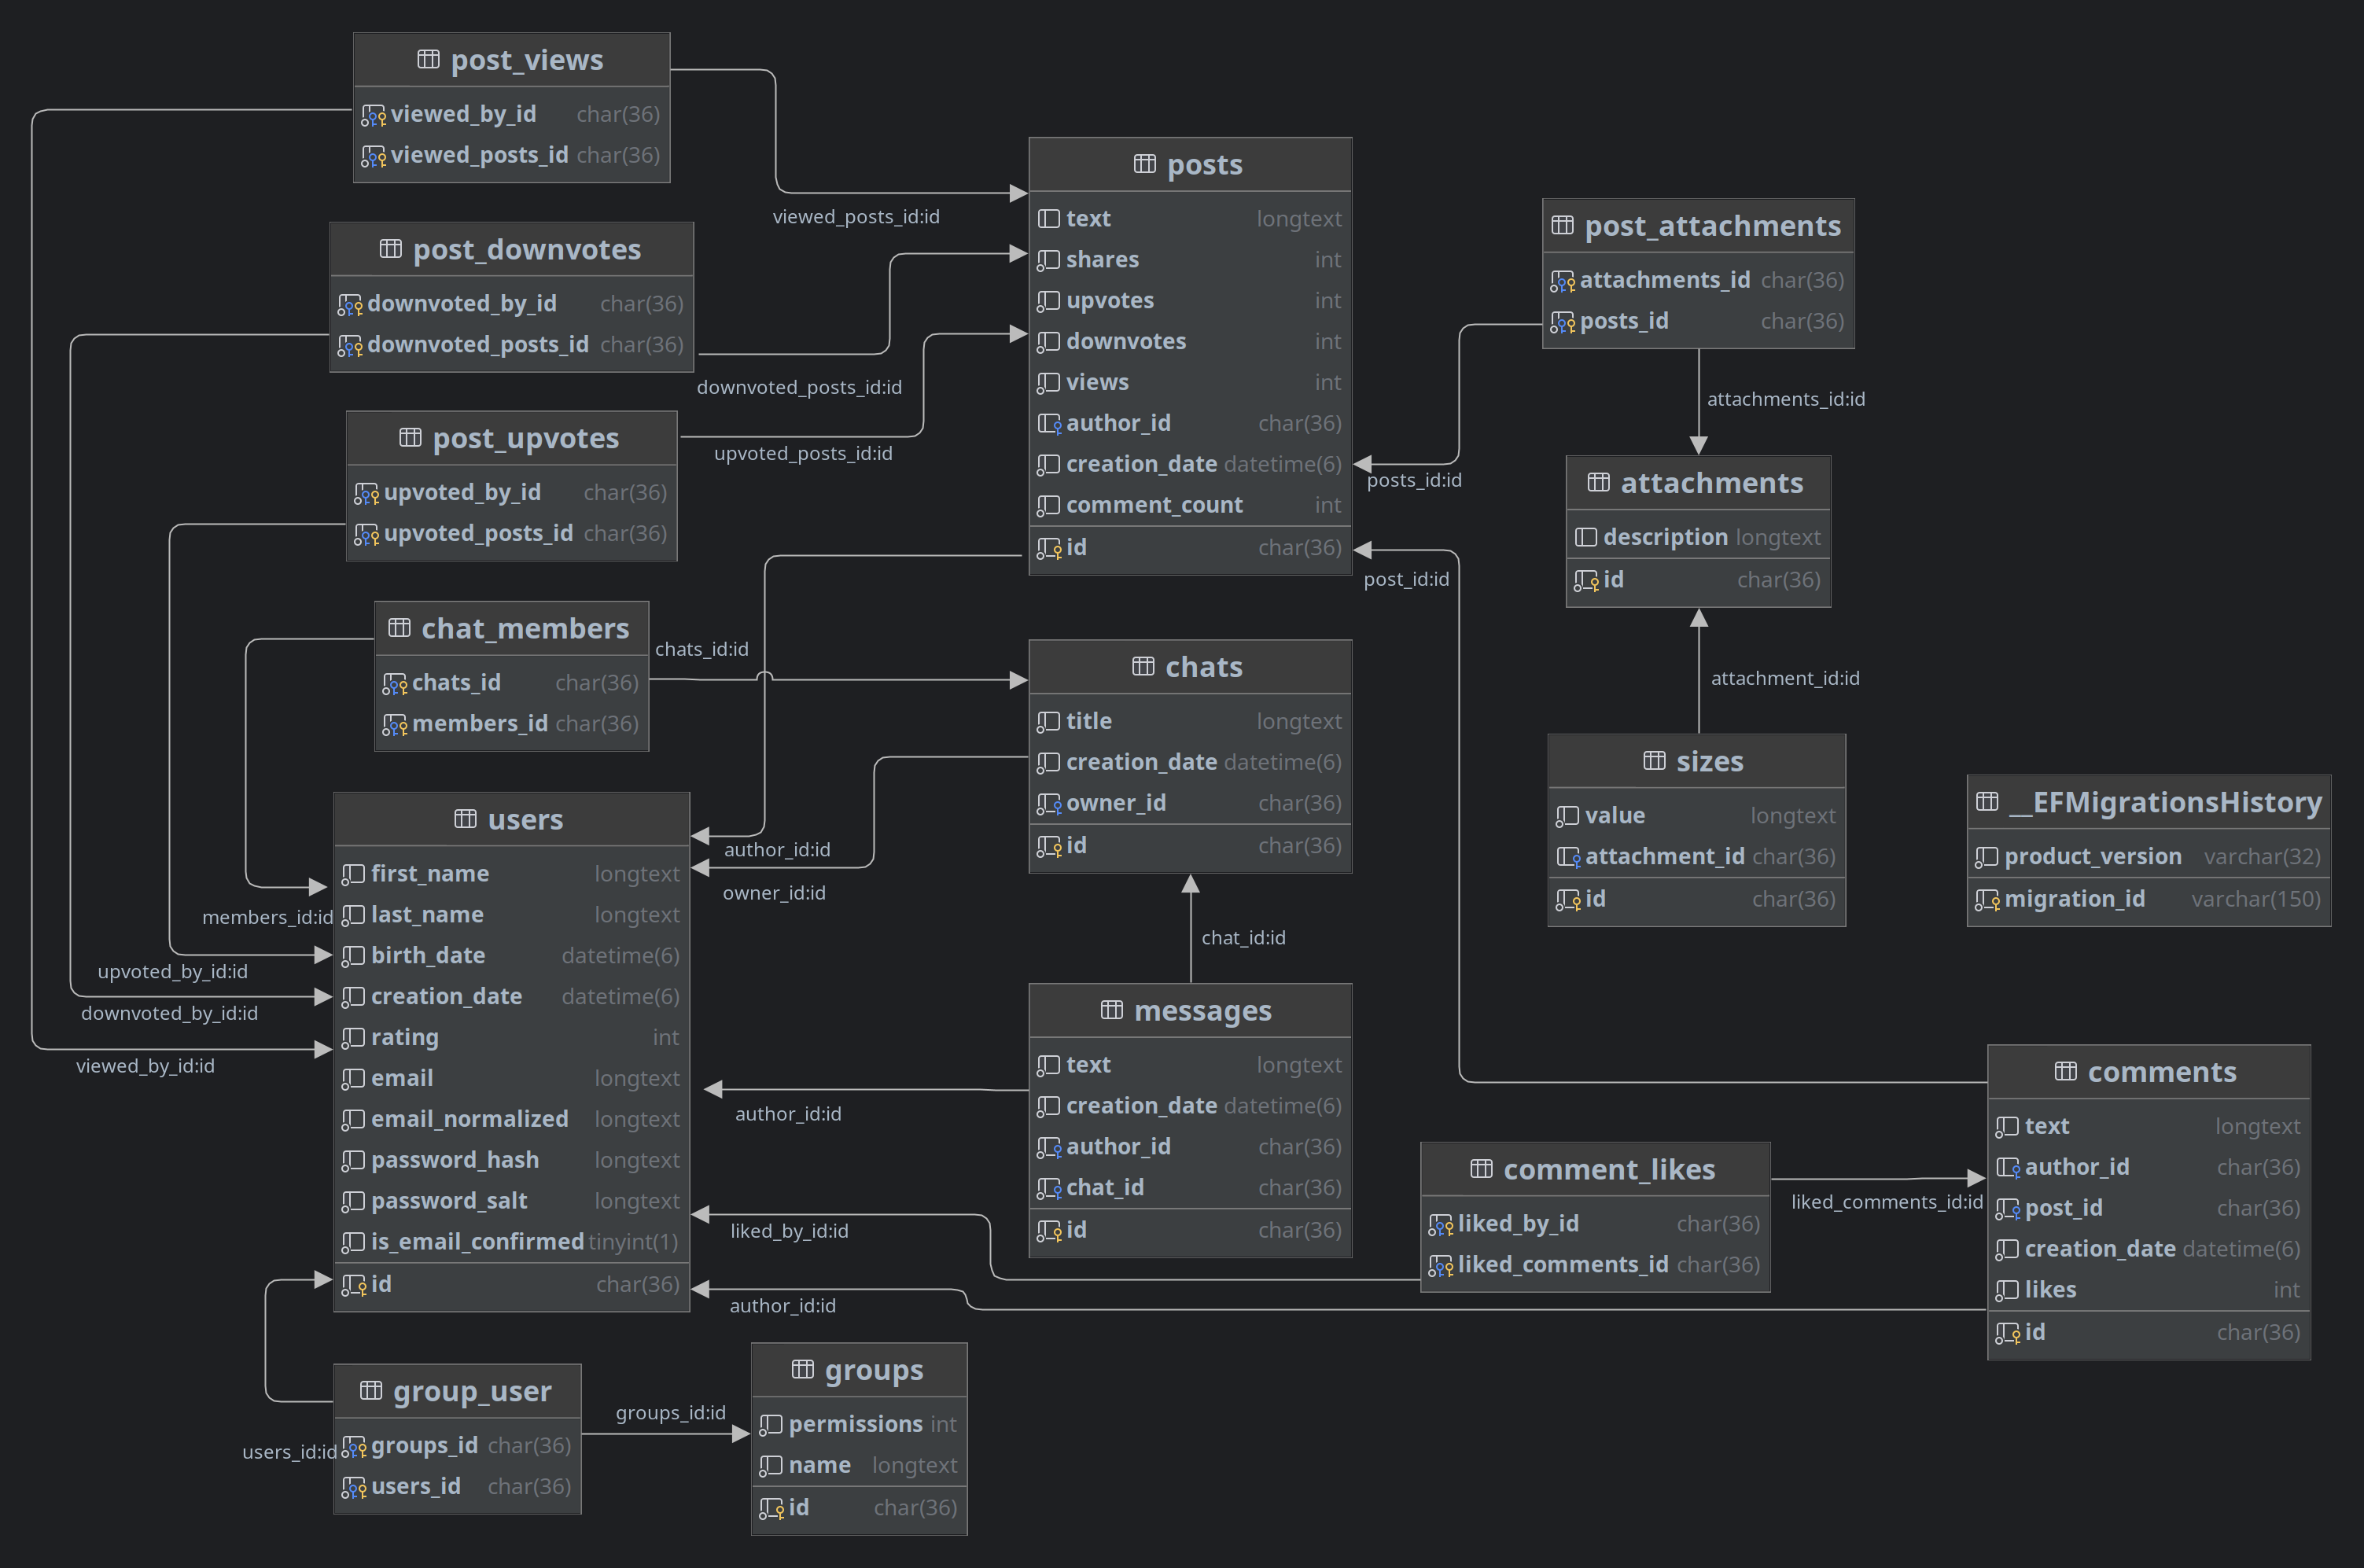 post_views
viewed_by_id char(36)
viewed_posts_id char(36)
viewed_posts_id:id
post_downvotes
downvoted_by_id char(36)
downvoted_posts_id char(36)
downvoted_posts_id:id
post_upvotes
upvoted_by_id char(36)
upvoted_posts_id char(36)
upvoted_posts_id:id
posts
text longtext
shares int
upvotes int
downvotes int
views int
author_id char(36)
creation_date datetime(6)
comment_count int
id char(36)
post_attachments
attachments_id char(36)
posts_id char(36)
attachments_id:id
posts_id:id
attachments
description longtext
id char(36)
post_id:id
attachment_id:id
chat_members
chats_id char(36)
members_id char(36)
chats_id:id
chats
title longtext
creation_date datetime(6)
owner_id char(36)
id char(36)
sizes
value longtext
attachment_id char(36)
id char(36)
__EFMigrationsHistory
product_version varchar(32)
migration_id varchar(150)
users
first_name longtext
last_name longtext
birth_date datetime(6)
creation_date datetime(6)
rating int
email longtext
email_normalized longtext
password_hash longtext
password_salt longtext
is_email_confirmed tinyint(1)
id char(36)
author_id:id
owner_id:id
members_id:id
upvoted_by_id:id
downvoted_by_id:id
viewed_by_id:id
chat_id:id
messages
text longtext
creation_date datetime(6)
author_id char(36)
chat_id char(36)
id char(36)
author_id:id
liked_by_id:id
author_id:id
comment_likes
liked_by_id char(36)
liked_comments_id char(36)
liked_comments_id:id
comments
text longtext
author_id char(36)
post_id char(36)
creation_date datetime(6)
likes int
id char(36)
group_user
groups_id char(36)
users_id char(36)
users_id:id
groups_id:id
groups
permissions int
name longtext
id char(36)